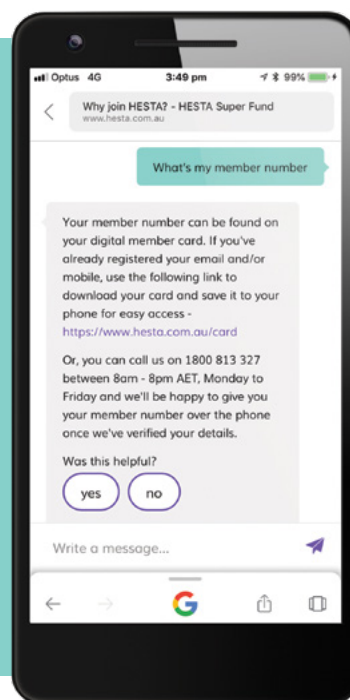 Optus 4G 3:49 pm 99%
Why join HESTA? - HESTA Super Fund
www.hesta.com.au
What's my member number
Your member number can be found on
your digital member card. If you've
already registered your email and/or
mobile, use the following link to
download your card and save it to your
phone for easy access -
https://www.hesta.com.au/card
Or, you can call us on 1800 813 327
between 8am - 8pm AET, Monday to
Friday and we'll be happy to give you
your member number over the phone
once we've verified your details.
Was this helpful?
yes no
Write a message...
G